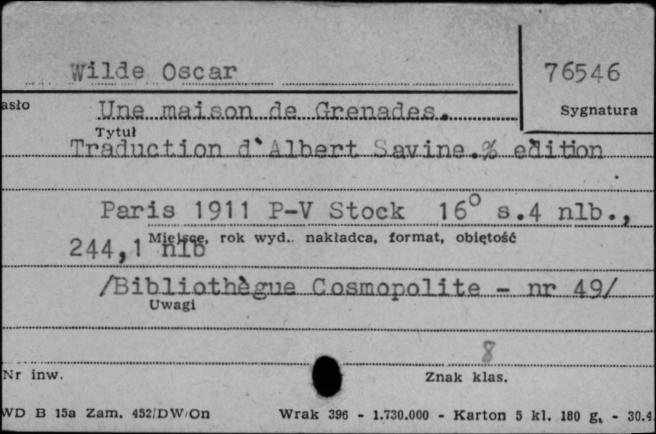 Wilde Oscar
76546
asło
Une maison de Grenades.
Sygnatura
Tytuł
Traduction d`Albert Savine.% edition
Paris 1911 P-V Stock 16° s.4 nlb.,
Miejsce, rok wyd.. nakładca, format, obiętość
244,1 nlb
/Bibliothègue Cosmopolite - nr 49/
Uwagi
8
Nr inw.
Znak klas.
WD B 15a Zam. 452/DW/On Wrak 396 - 1.730.000 - Karton 5 kl. 180 g. - 30.4.